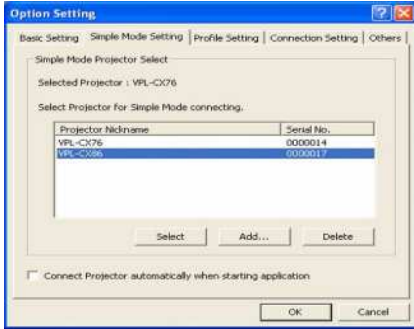 Option Setting
Basic Setting Simple Mode Setting Profile Setting Connection Setting Others
Simple Mode Projector Select
Selected Projector : VPL-CX76
Select Projector for Simple Mode connecting.
Projector Nickname Serial No.
VPL-CX76 0000014
VPL-CX86 0000017
Select Add... Delete
Connect Projector automatically when starting application
OK Cancel